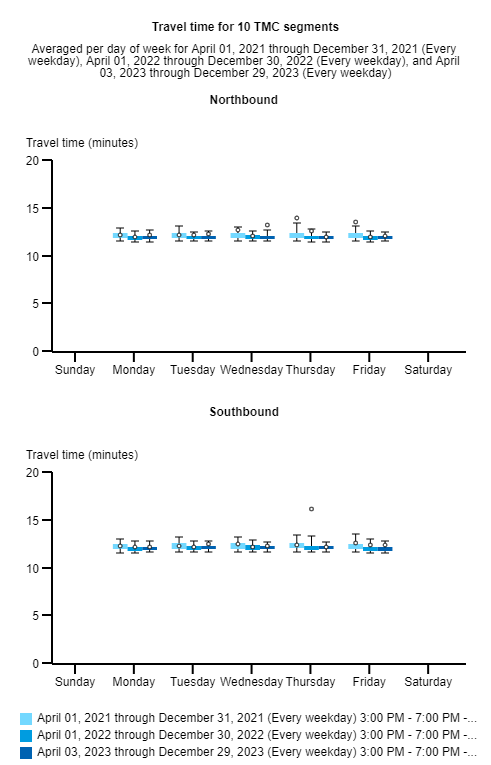 Travel time for 10 TMC segments
Averaged per day of week for April 01, 2021 through December 31, 2021 (Every
weekday), April 01, 2022 through December 30, 2022 (Every weekday), and April
03, 2023 through December 29, 2023 (Every weekday)
Northbound
Travel time (minutes)
20
15
10
5
0
Sunday Monday Tuesday Wednesday Thursday Friday Saturday
Southbound
Travel time (minutes)
20
15
10
5
0
Sunday Monday Tuesday Wednesday Thursday Friday Saturday
April 01, 2021 through December 31, 2021 (Every weekday) 3:00 PM - 7:00 PM -...
April 01, 2022 through December 30, 2022 (Every weekday) 3:00 PM - 7:00 PM -...
April 03, 2023 through December 29, 2023 (Every weekday) 3:00 PM - 7:00 PM -...